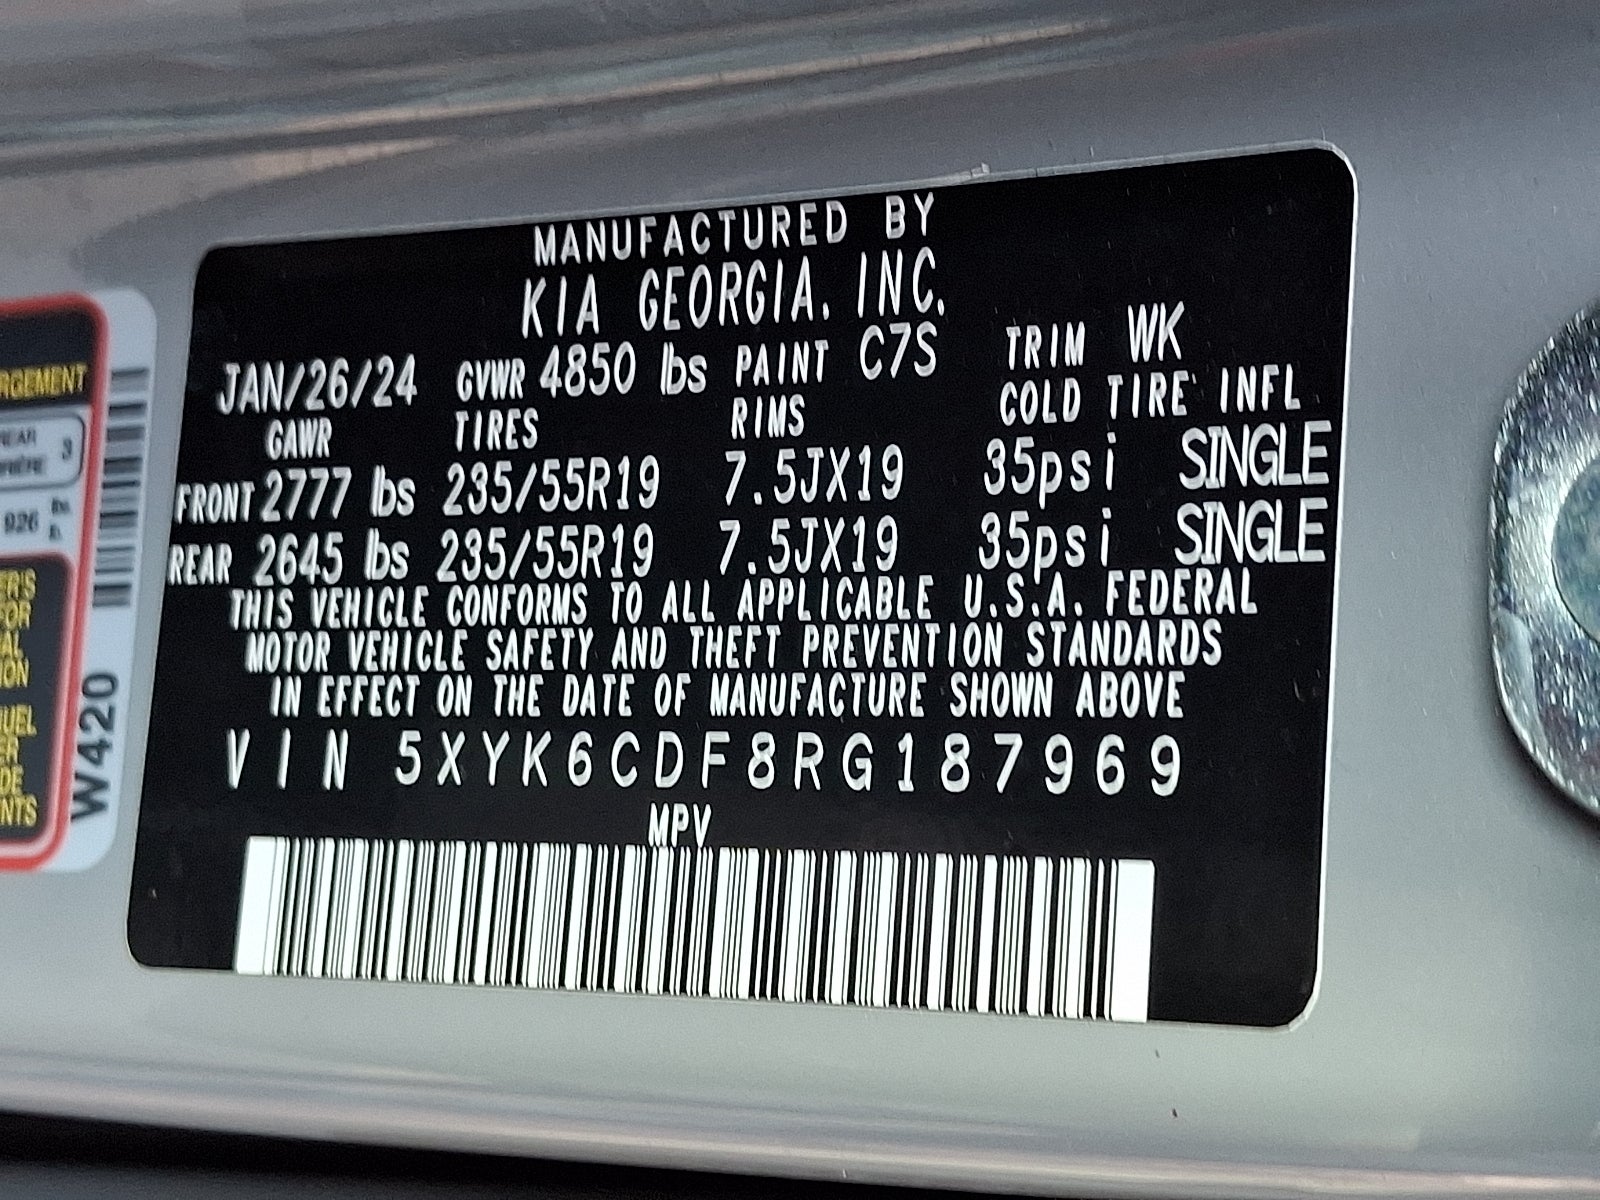 MANUFACTURED BY
KIA GEORGIA, INC.
JAN/26/24 GVWR 4850 lbs PAINT C7S TRIM WK
GAWR TIRES RIMS COLD TIRE INFL
FRONT 2777 lbs 235/55R19 7.5JX19 35psi SINGLE
REAR 2645 lbs 235/55R19 7.5JX19 35psi SINGLE
THIS VEHICLE CONFORMS TO ALL APPLICABLE U.S.A. FEDERAL
MOTOR VEHICLE SAFETY AND THEFT PREVENTION STANDARDS
IN EFFECT ON THE DATE OF MANUFACTURE SHOWN ABOVE
VIN 5XYK6CDF8RG187969
MPV
3
926
W420